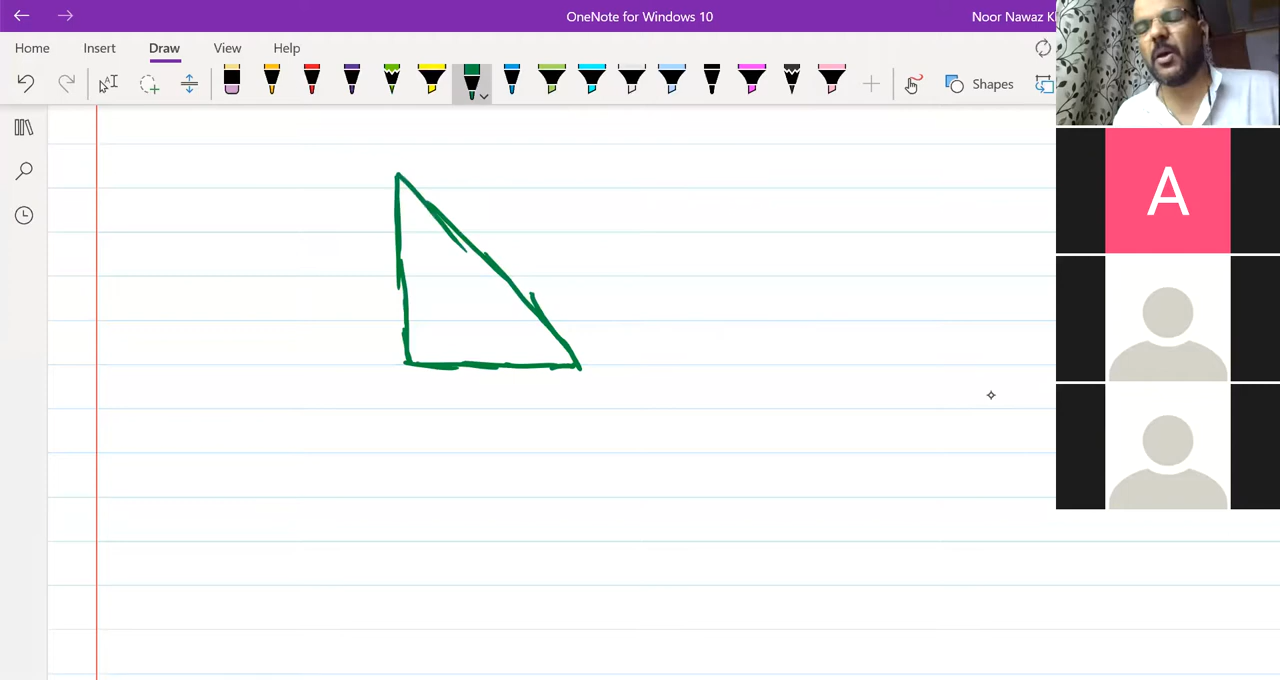 OneNote for Windows 10
Noor Nawaz K
Home Insert Draw View Help
Shapes
A